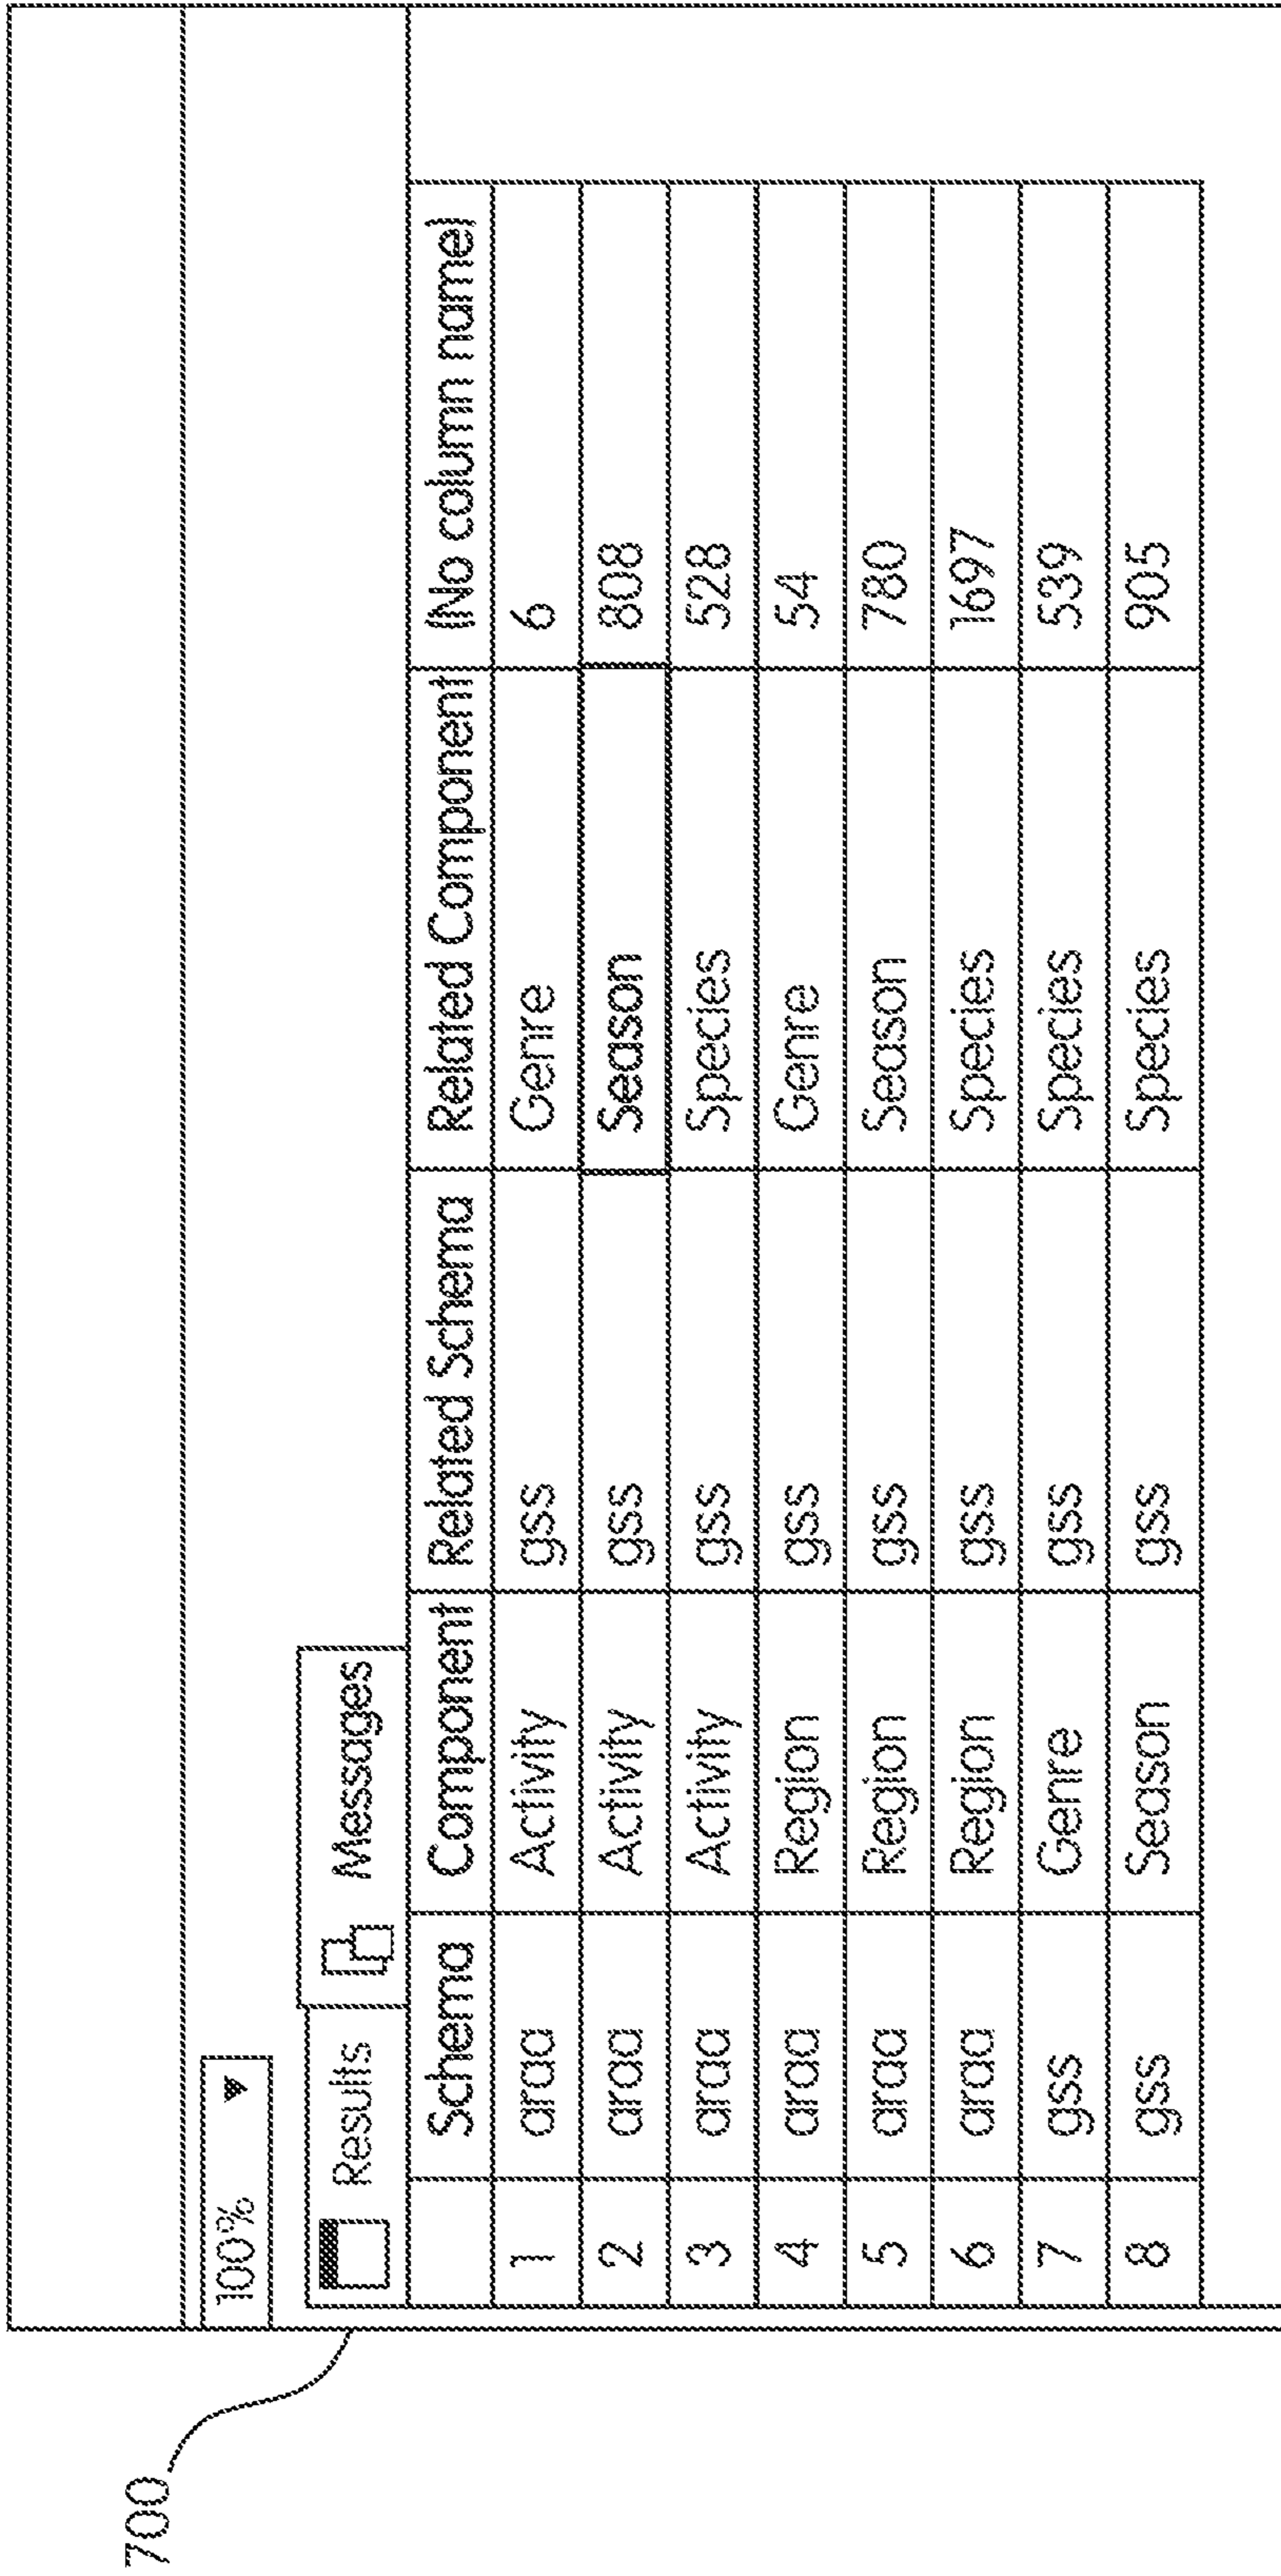 700
100% ▼
Results Messages
Schema Component Related Schema Related Component (No column name)
1 araa Activity gss Genre 6
2 araa Activity gss Season 808
3 araa Activity gss Species 528
4 araa Region gss Genre 54
5 araa Region gss Season 780
6 araa Region gss Species 1697
7 gss Genre gss Species 539
8 gss Season gss Species 905